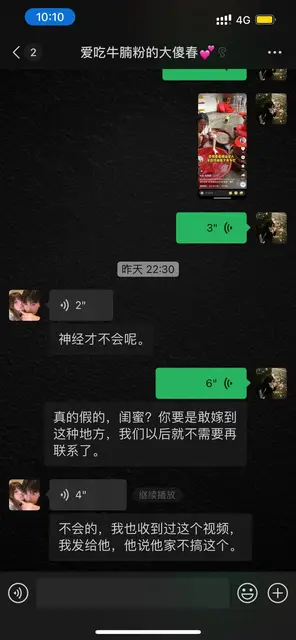 10:10
4G
2
爱吃牛腩粉的大傻春💕
3"
昨天 22:30
2"
神经才不会呢。
6"
真的假的，闺蜜？你要是敢嫁到
这种地方，我们以后就不需要再
联系了。
4"
继续播放
不会的，我也收到过这个视频，
我发给他，他说他家不搞这个。